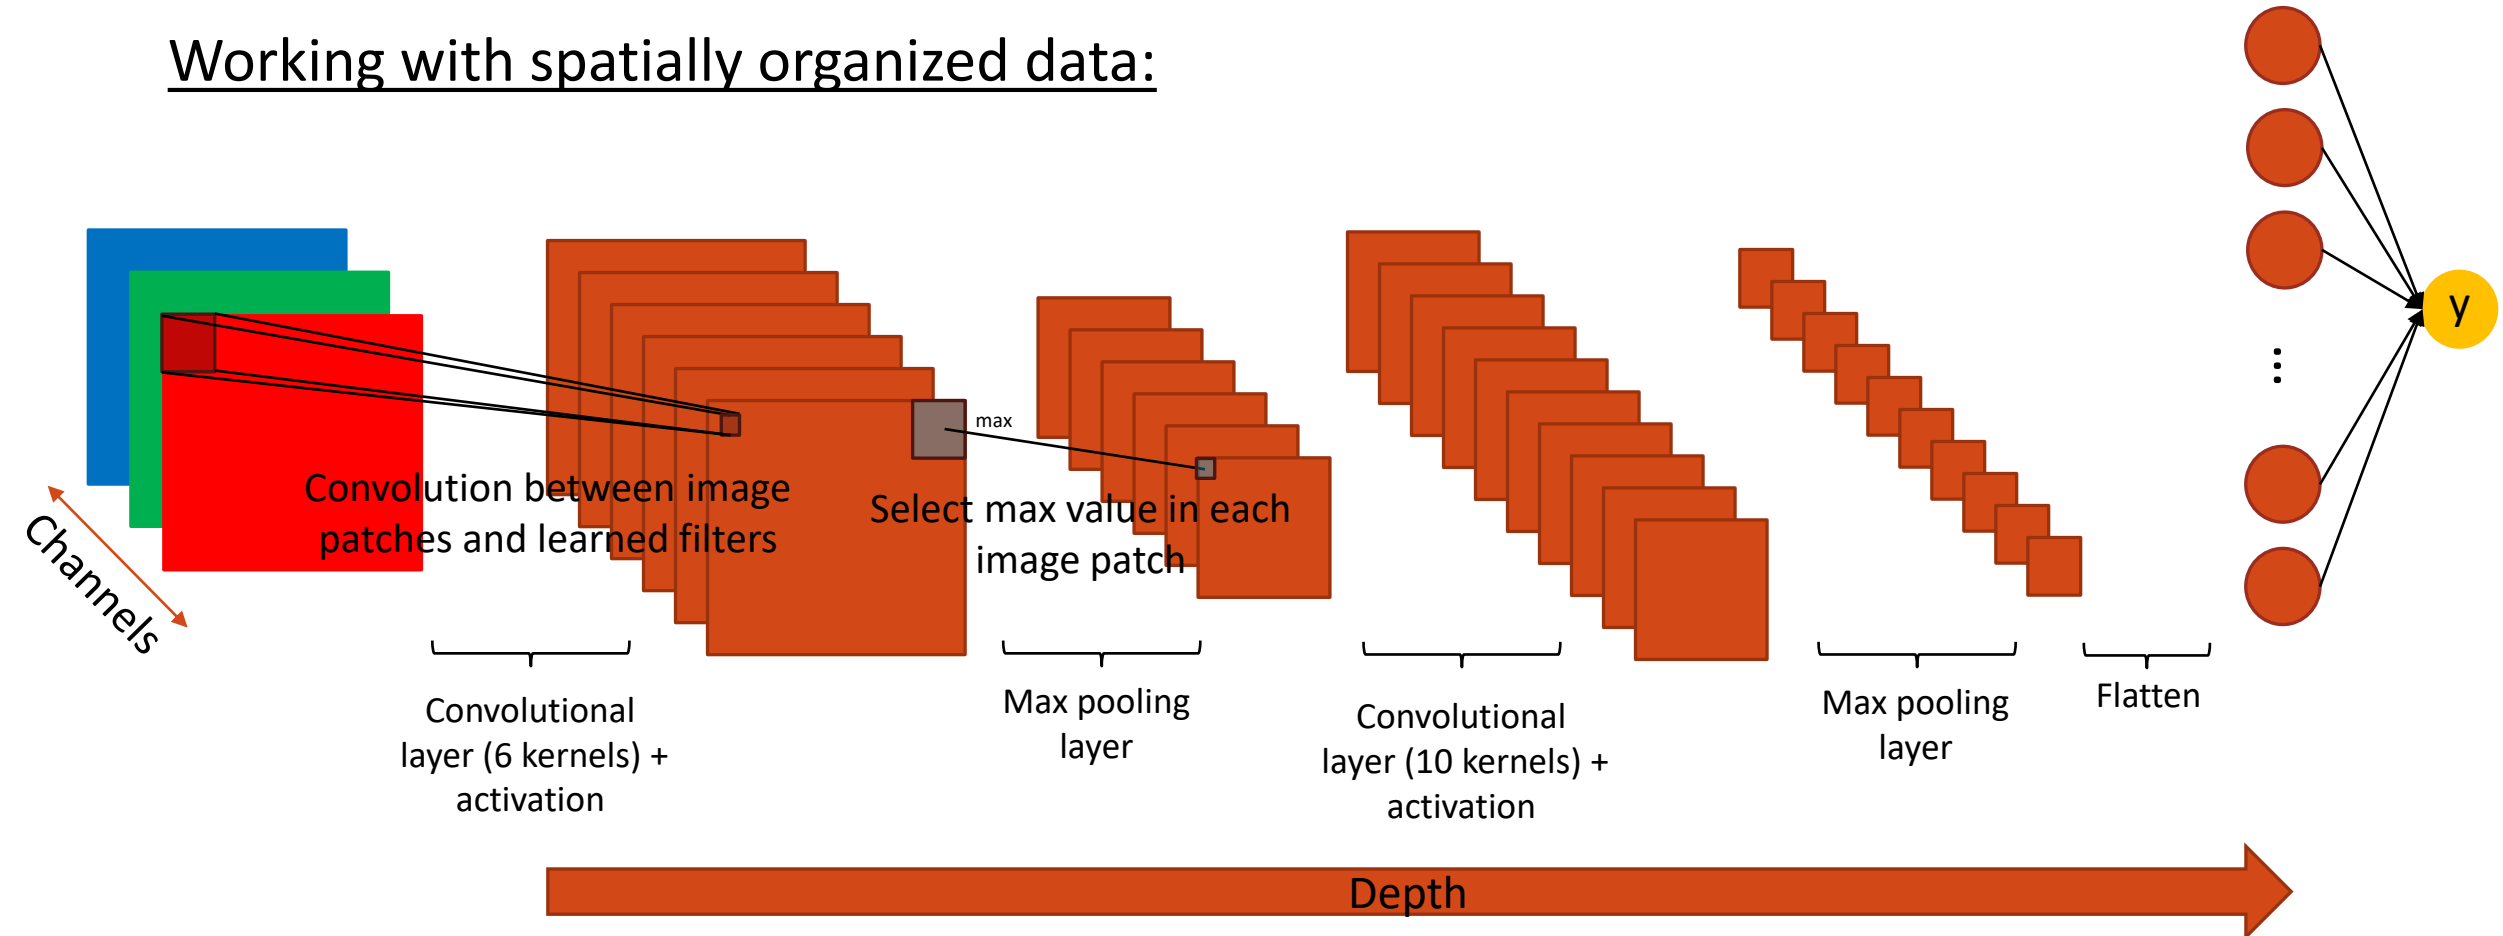 Working with spatially organized data:
y
max
Convolution between image
patches and learned filters
Select max value in each
image patch
Channels
Convolutional
layer (6 kernels) +
activation
Max pooling
layer
Convolutional
layer (10 kernels) +
activation
Max pooling
layer
Flatten
Depth